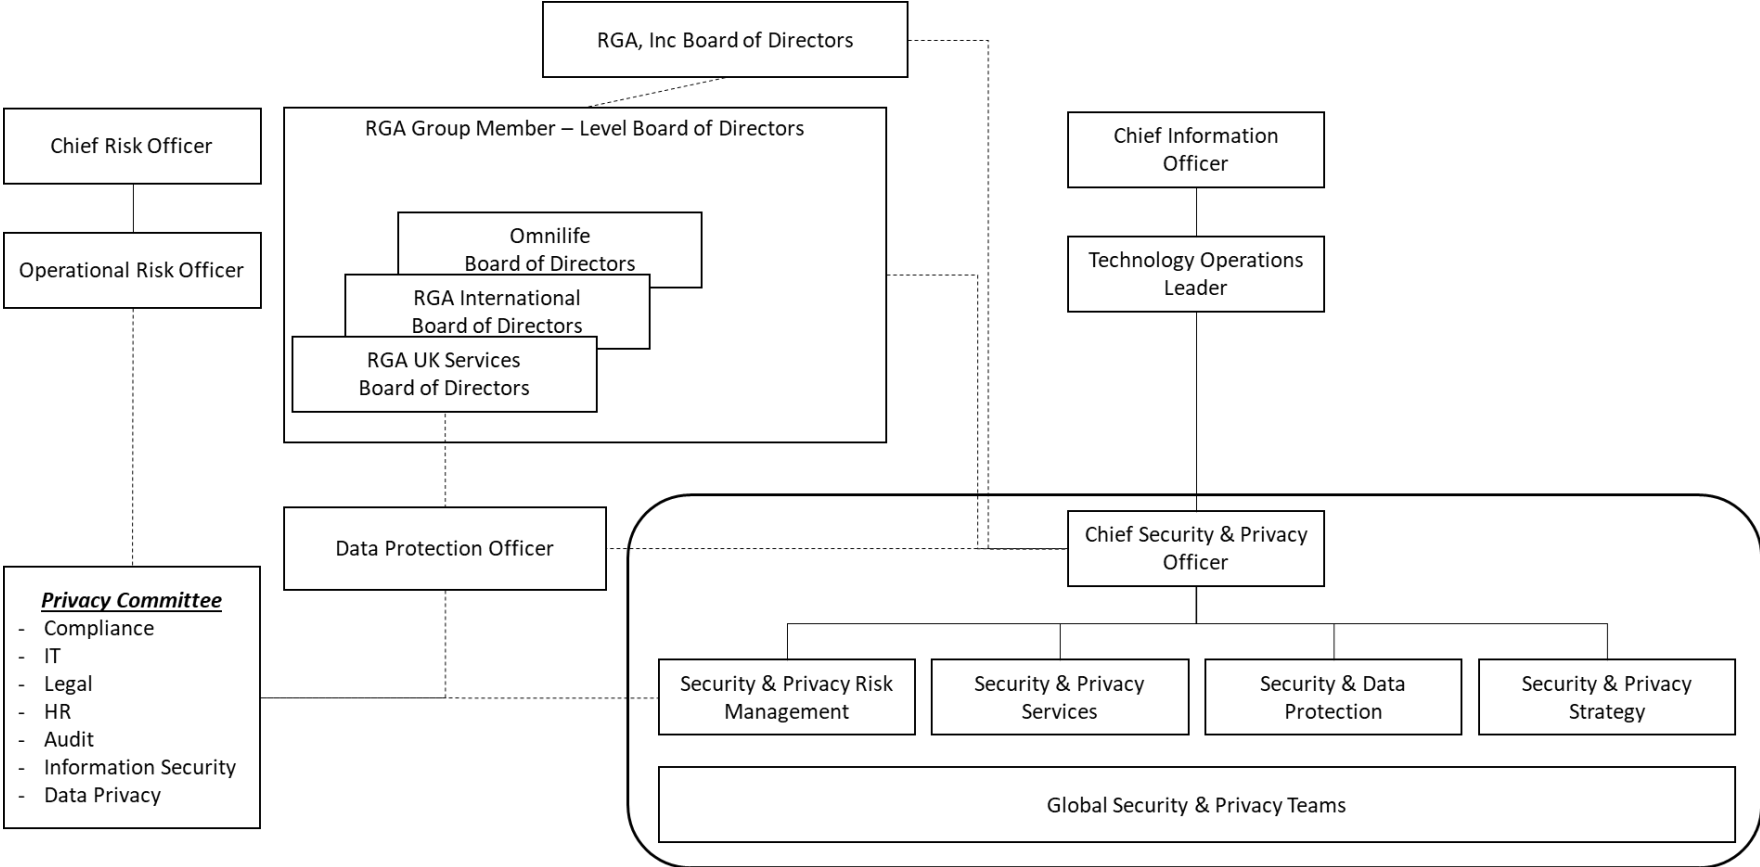 RGA, Inc Board of Directors
RGA Group Member – Level Board of Directors
Chief Risk Officer
Chief Information
Officer
Omnilife
Board of Directors
Operational Risk Officer
Technology Operations
Leader
RGA International
Board of Directors
RGA UK Services
Board of Directors
Data Protection Officer
Chief Security & Privacy
Officer
Privacy Committee
- Compliance
- IT
- Legal
- HR
- Audit
- Information Security
- Data Privacy
Security & Privacy Risk
Management
Security & Privacy
Services
Security & Data
Protection
Security & Privacy
Strategy
Global Security & Privacy Teams